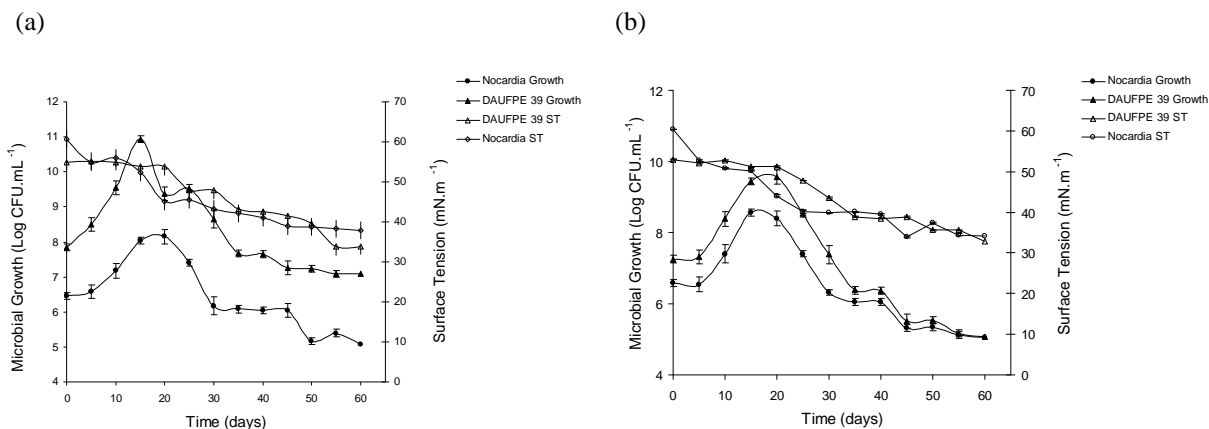 (a)
Nocardia Growth
DAUFPE 39 Growth
DAUFPE 39 ST
Nocardia ST
12
11
10
9
8
7
6
5
4
70
60
50
40
30
20
10
0
0 10 20 30 40 50 60
Microbial Growth (Log CFU.mL⁻¹)
Surface Tension (mN.m⁻¹)
Time (days)
(b)
Nocardia Growth
DAUFPE 39 Growth
DAUFPE 39 ST
Nocardia ST
12
10
8
6
4
70
60
50
40
30
20
10
0
0 10 20 30 40 50 60
Microbial Growth (Log CFU.mL⁻¹)
Surface Tension (mN.m⁻¹)
Time (days)